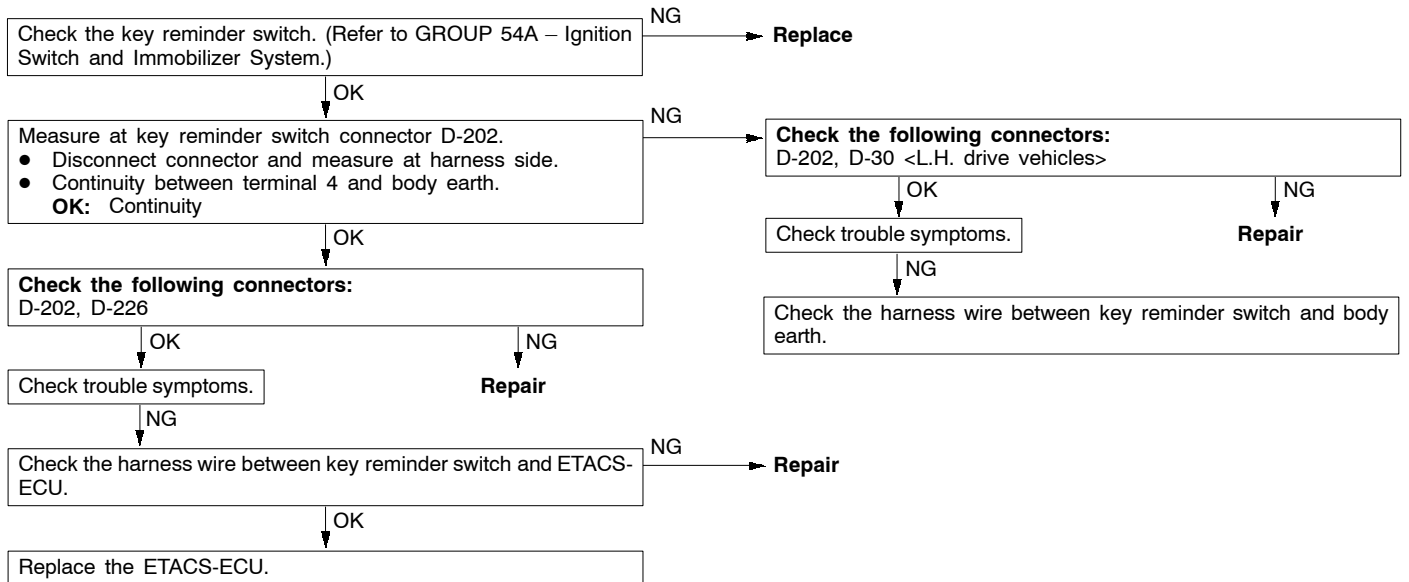 Check the key reminder switch. (Refer to GROUP 54A – Ignition
Switch and Immobilizer System.)
NG
Replace
OK
Measure at key reminder switch connector D-202.
● Disconnect connector and measure at harness side.
● Continuity between terminal 4 and body earth.
OK: Continuity
NG
Check the following connectors:
D-202, D-30 <L.H. drive vehicles>
OK
NG
Check trouble symptoms.
Repair
NG
Check the harness wire between key reminder switch and body
earth.
OK
Check the following connectors:
D-202, D-226
OK
NG
Check trouble symptoms.
Repair
NG
Check the harness wire between key reminder switch and ETACS-
ECU.
NG
Repair
OK
Replace the ETACS-ECU.